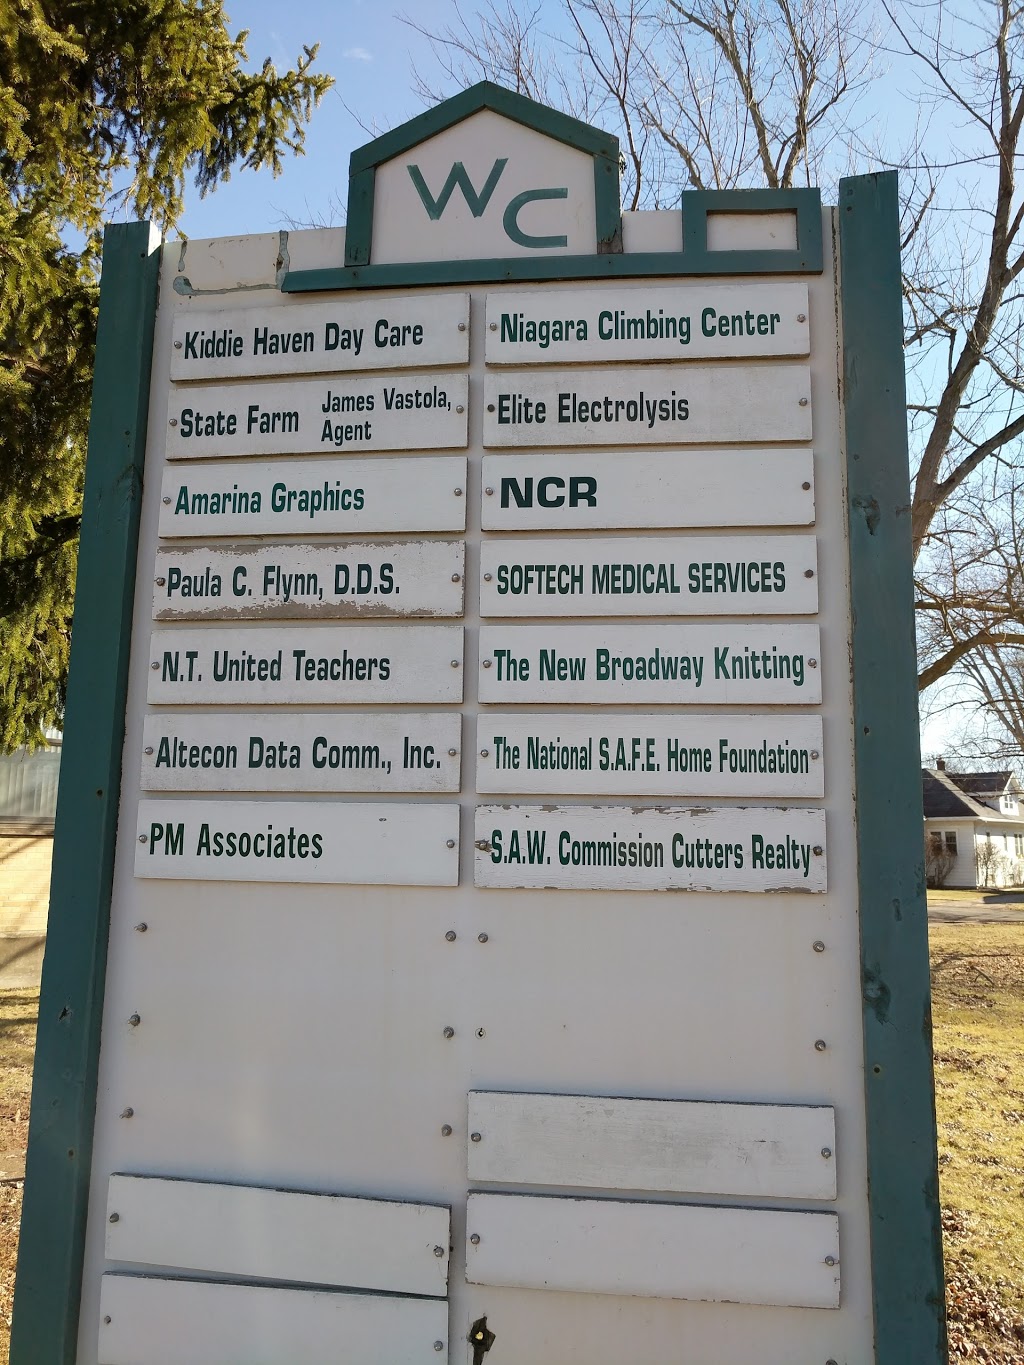 WC
Kiddie Haven Day Care
State Farm James Vastola,
Agent
Amarina Graphics
Paula C. Flynn, D.D.S.
N.T. United Teachers
Altecon Data Comm., Inc.
PM Associates
Niagara Climbing Center
Elite Electrolysis
NCR
SOFTECH MEDICAL SERVICES
The New Broadway Knitting
The National S.A.F.E. Home Foundation
S.A.W. Commission Cutters Realty